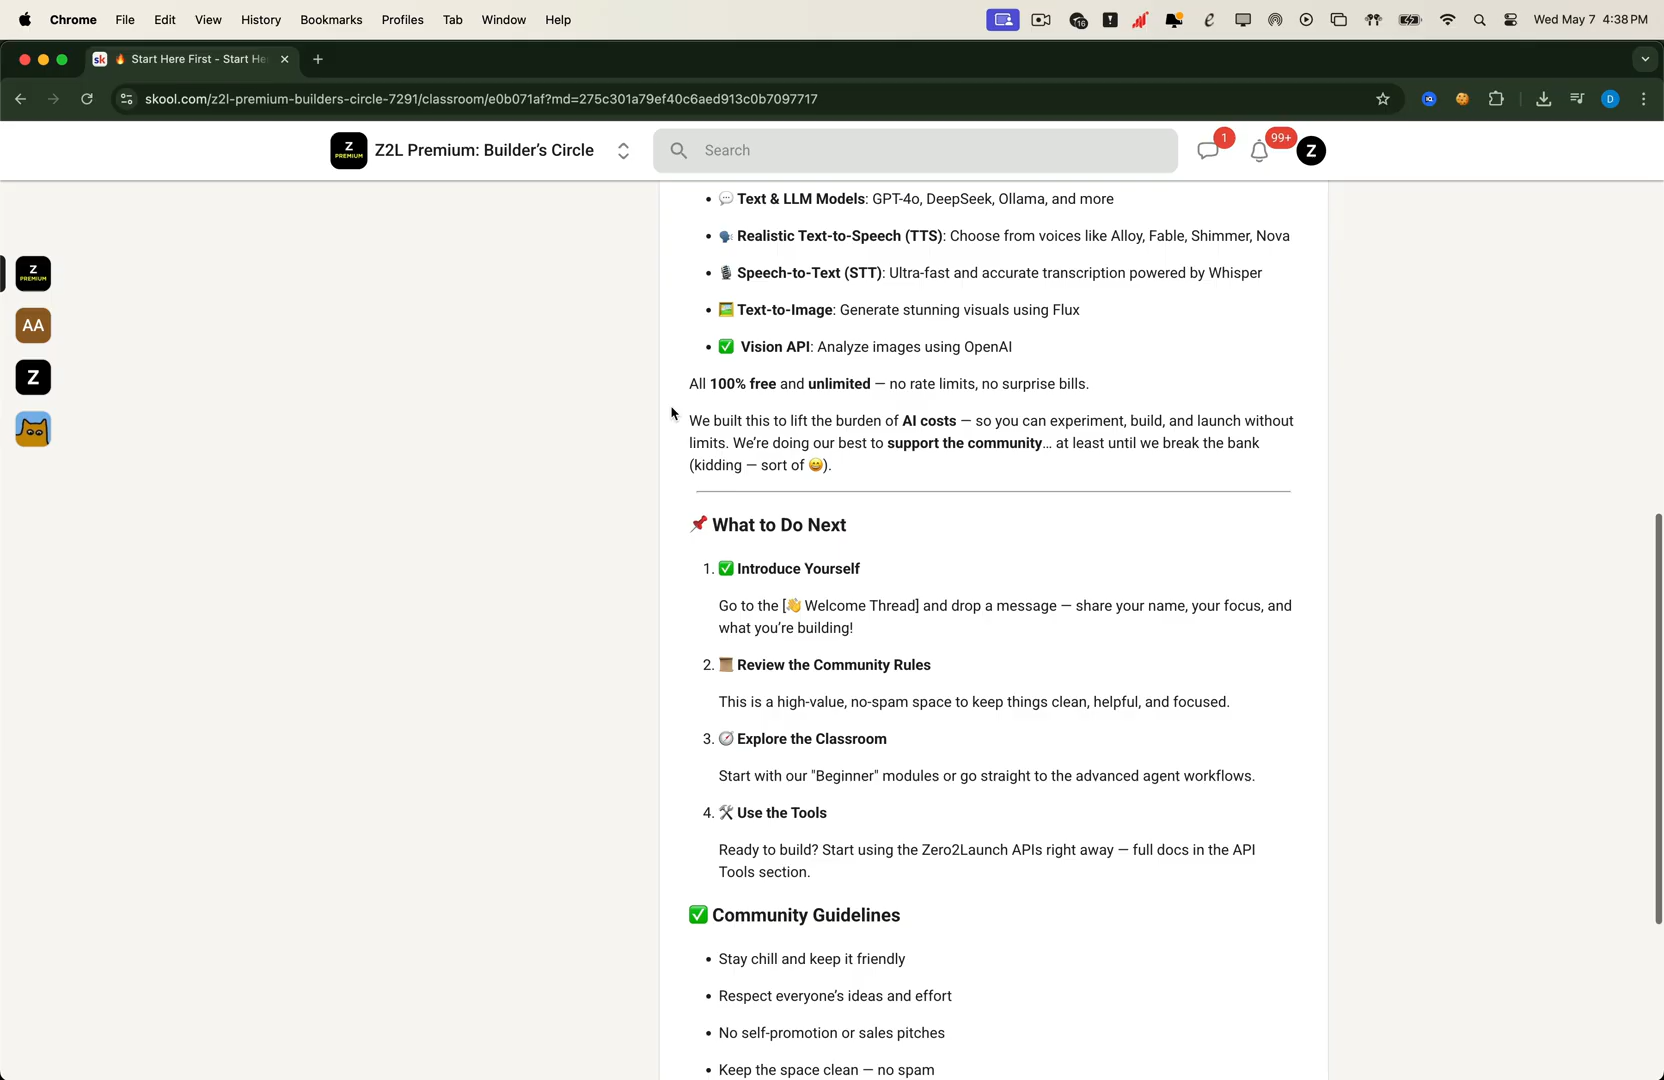 Chrome File Edit View History Bookmarks Profiles Tab Window Help 16 Wed May 7 4:38 PM
sk 🔥 Start Here First - Start He
skool.com/z2l-premium-builders-circle-7291/classroom/e0b071af?md=275c301a79ef40c6aed913c0b7097717 D
Z PREMIUM Z2L Premium: Builder’s Circle Search 1 99+ Z
Z
PREMIUM
AA
Z
• 💬 Text & LLM Models: GPT-4o, DeepSeek, Ollama, and more
• 🗣️ Realistic Text-to-Speech (TTS): Choose from voices like Alloy, Fable, Shimmer, Nova
• 🎙️ Speech-to-Text (STT): Ultra-fast and accurate transcription powered by Whisper
• 🖼️ Text-to-Image: Generate stunning visuals using Flux
• ✅ Vision API: Analyze images using OpenAI
All 100% free and unlimited — no rate limits, no surprise bills.
We built this to lift the burden of AI costs — so you can experiment, build, and launch without
limits. We’re doing our best to support the community… at least until we break the bank
(kidding — sort of 😄).
📌 What to Do Next
1. ✅ Introduce Yourself
Go to the [👋 Welcome Thread] and drop a message — share your name, your focus, and
what you’re building!
2. 📜 Review the Community Rules
This is a high-value, no-spam space to keep things clean, helpful, and focused.
3. 🧭 Explore the Classroom
Start with our "Beginner" modules or go straight to the advanced agent workflows.
4. 🛠️ Use the Tools
Ready to build? Start using the Zero2Launch APIs right away — full docs in the API
Tools section.
✅ Community Guidelines
• Stay chill and keep it friendly
• Respect everyone’s ideas and effort
• No self-promotion or sales pitches
• Keep the space clean — no spam